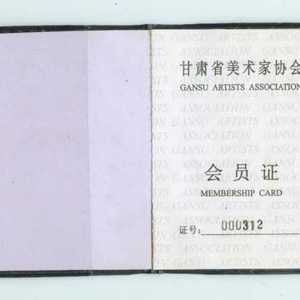 甘肃省美术家协会
GANSU ARTISTS ASSOCIATION
会员证
MEMBERSHIP CARD
证号: 000312